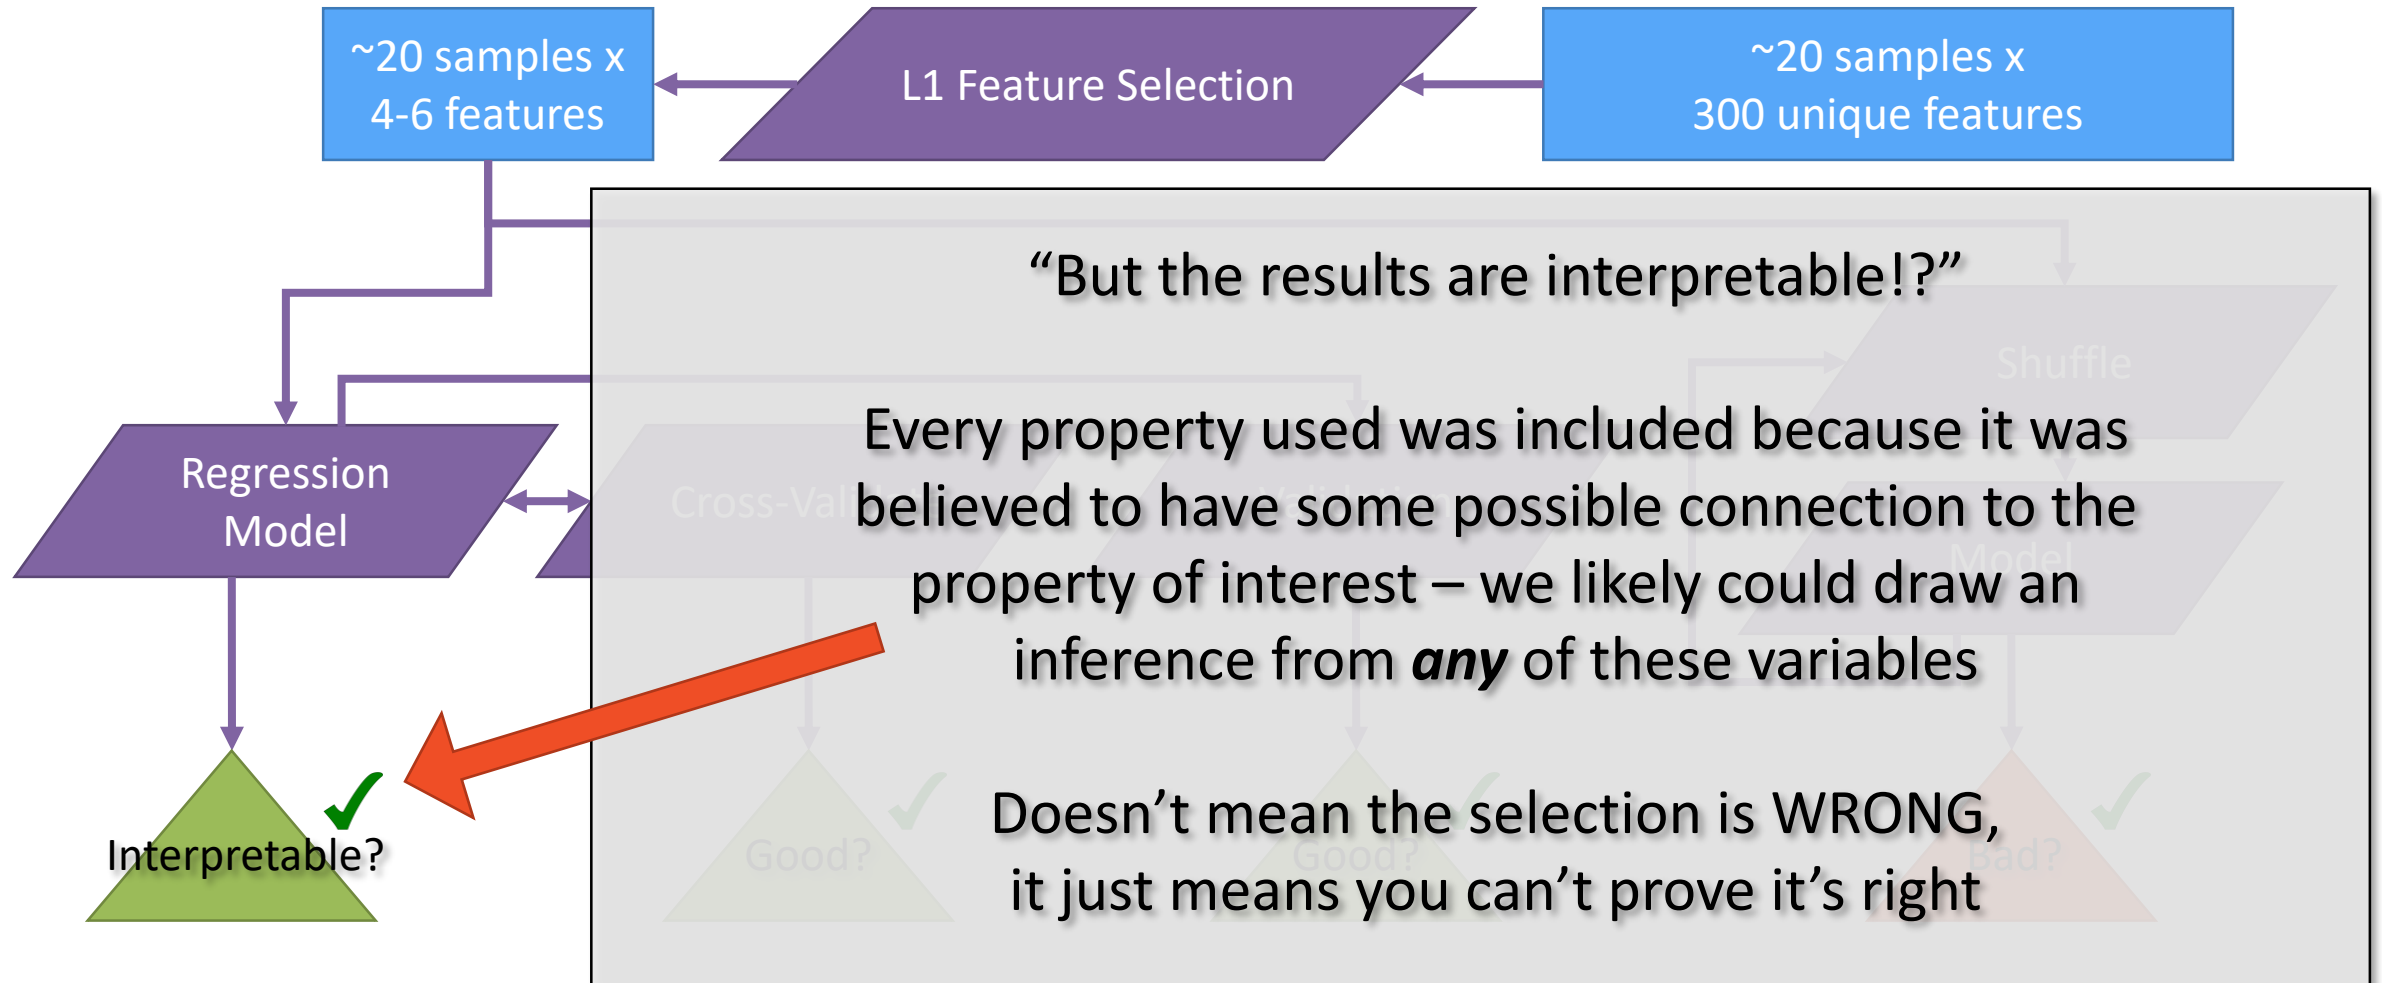 ~20 samples x
4-6 features
L1 Feature Selection
~20 samples x
300 unique features
“But the results are interpretable!?”
Every property used was included because it was
believed to have some possible connection to the
property of interest – we likely could draw an
inference from any of these variables
Doesn’t mean the selection is WRONG,
it just means you can’t prove it’s right
Shuffle
Regression
Model
Model
Interpretable?
Good?
Good?
Bad?